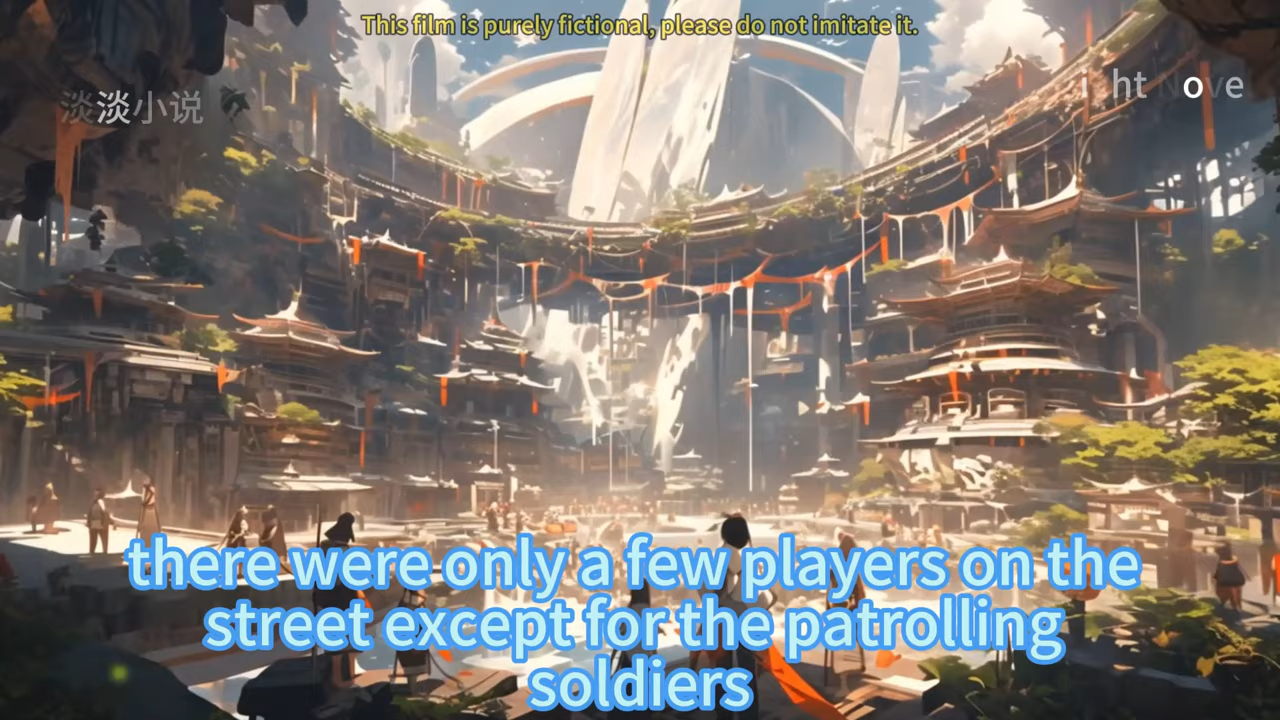 This film is purely fictional, please do not imitate it.
淡淡小说
there were only a few players on the
street except for the patrolling
soldiers